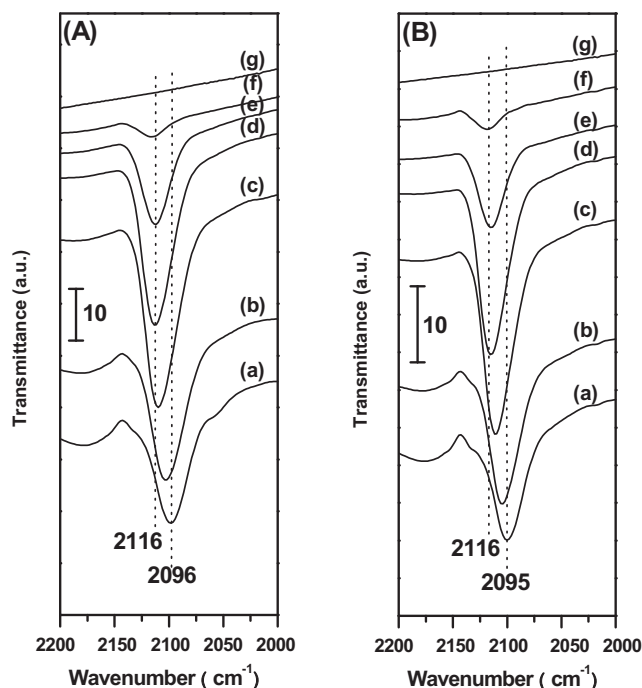 (A)
(g)
(f)
(e)
(d)
(c)
(b)
(a)
10
2116
2096
Transmittance (a.u.)
2200 2150 2100 2050 2000
Wavenumber ( cm⁻¹)
(B)
(g)
(f)
(e)
(d)
(c)
(b)
(a)
10
2116
2095
Transmittance (a.u.)
2200 2150 2100 2050 2000
Wavenumber ( cm⁻¹)